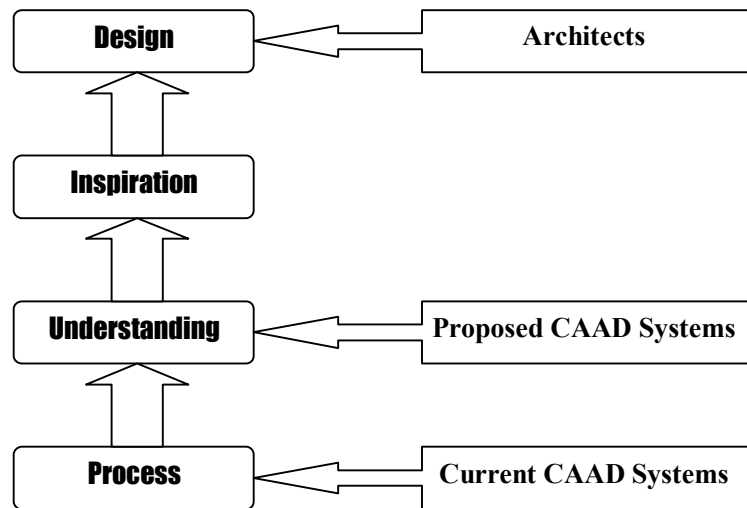 Design
Architects
Inspiration
Understanding
Proposed CAAD Systems
Process
Current CAAD Systems